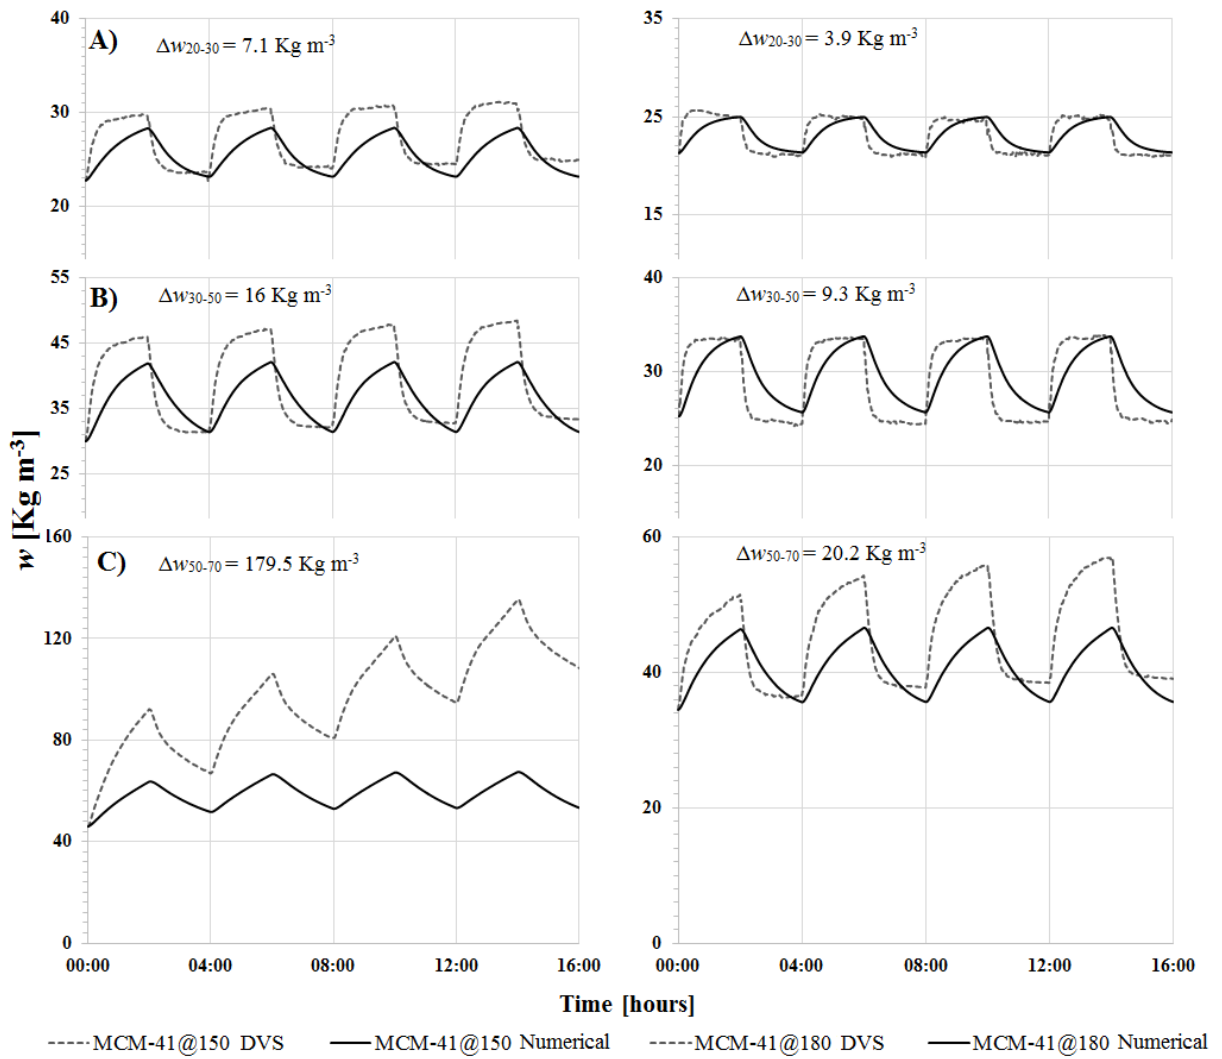 A)
Δw20-30 = 7.1 Kg m-3
40
30
20
Δw20-30 = 3.9 Kg m-3
35
25
15
B)
Δw30-50 = 16 Kg m-3
55
45
35
25
Δw30-50 = 9.3 Kg m-3
40
30
20
w [Kg m-3]
C)
Δw50-70 = 179.5 Kg m-3
160
120
80
40
0
Δw50-70 = 20.2 Kg m-3
60
40
20
0
00:00 04:00 08:00 12:00 16:00
00:00 04:00 08:00 12:00 16:00
Time [hours]
MCM-41@150 DVS MCM-41@150 Numerical MCM-41@180 DVS MCM-41@180 Numerical